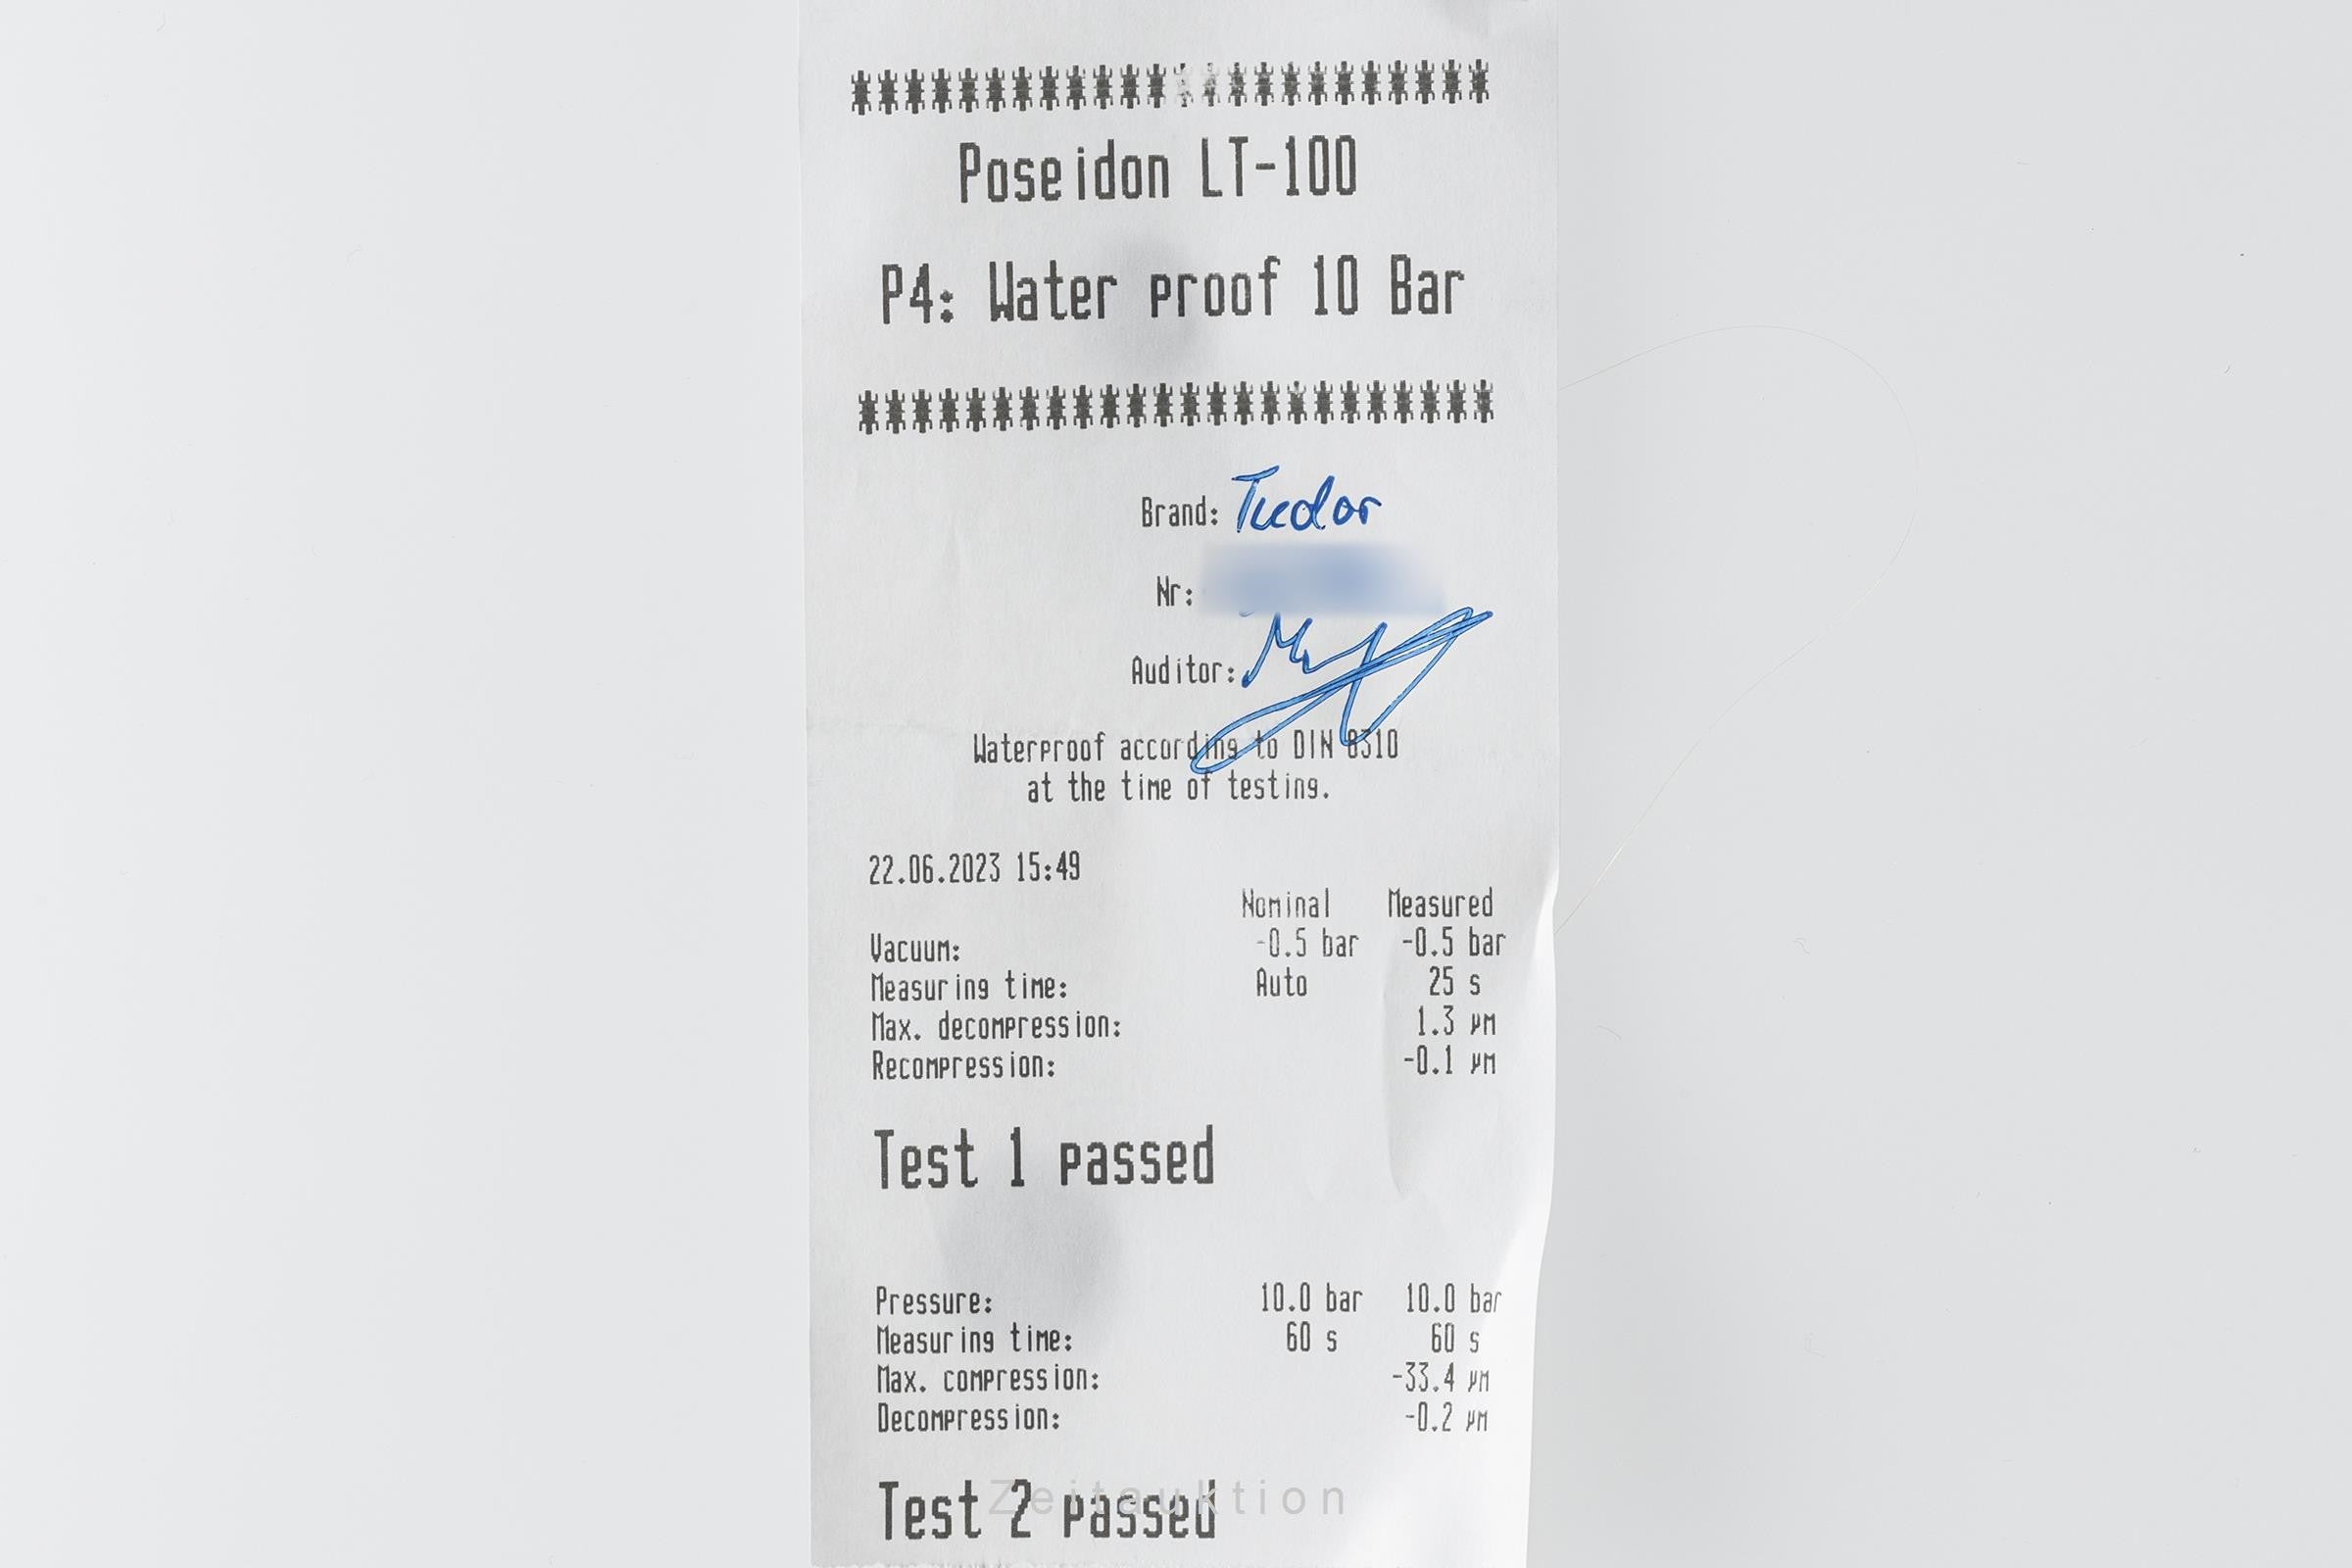 ************************
Poseidon LT-100
P4: Water proof 10 Bar
************************
Brand: Tudor
Nr:
Auditor:
Waterproof according to DIN 8310
at the time of testing.
22.06.2023 15:49
Nominal Measured
Vacuum: -0.5 bar -0.5 bar
Measuring time: Auto 25 s
Max. decompression: 1.3 µm
Recompression: -0.1 µm
Test 1 passed
Pressure: 10.0 bar 10.0 bar
Measuring time: 60 s 60 s
Max. compression: -33.4 µm
Decompression: -0.2 µm
Test 2 passed
Zeitauktion